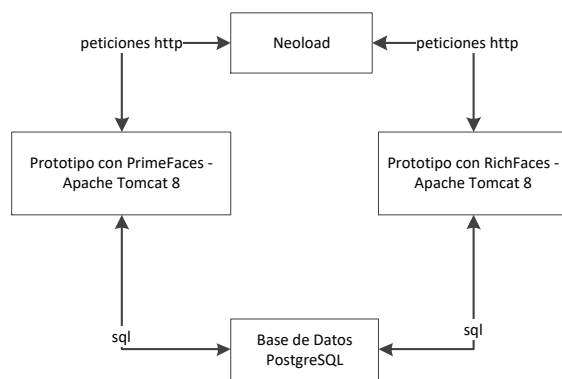 peticiones http
Neoload
peticiones http
Prototipo con PrimeFaces -
Apache Tomcat 8
Prototipo con RichFaces -
Apache Tomcat 8
sql
Base de Datos
PostgreSQL
sql